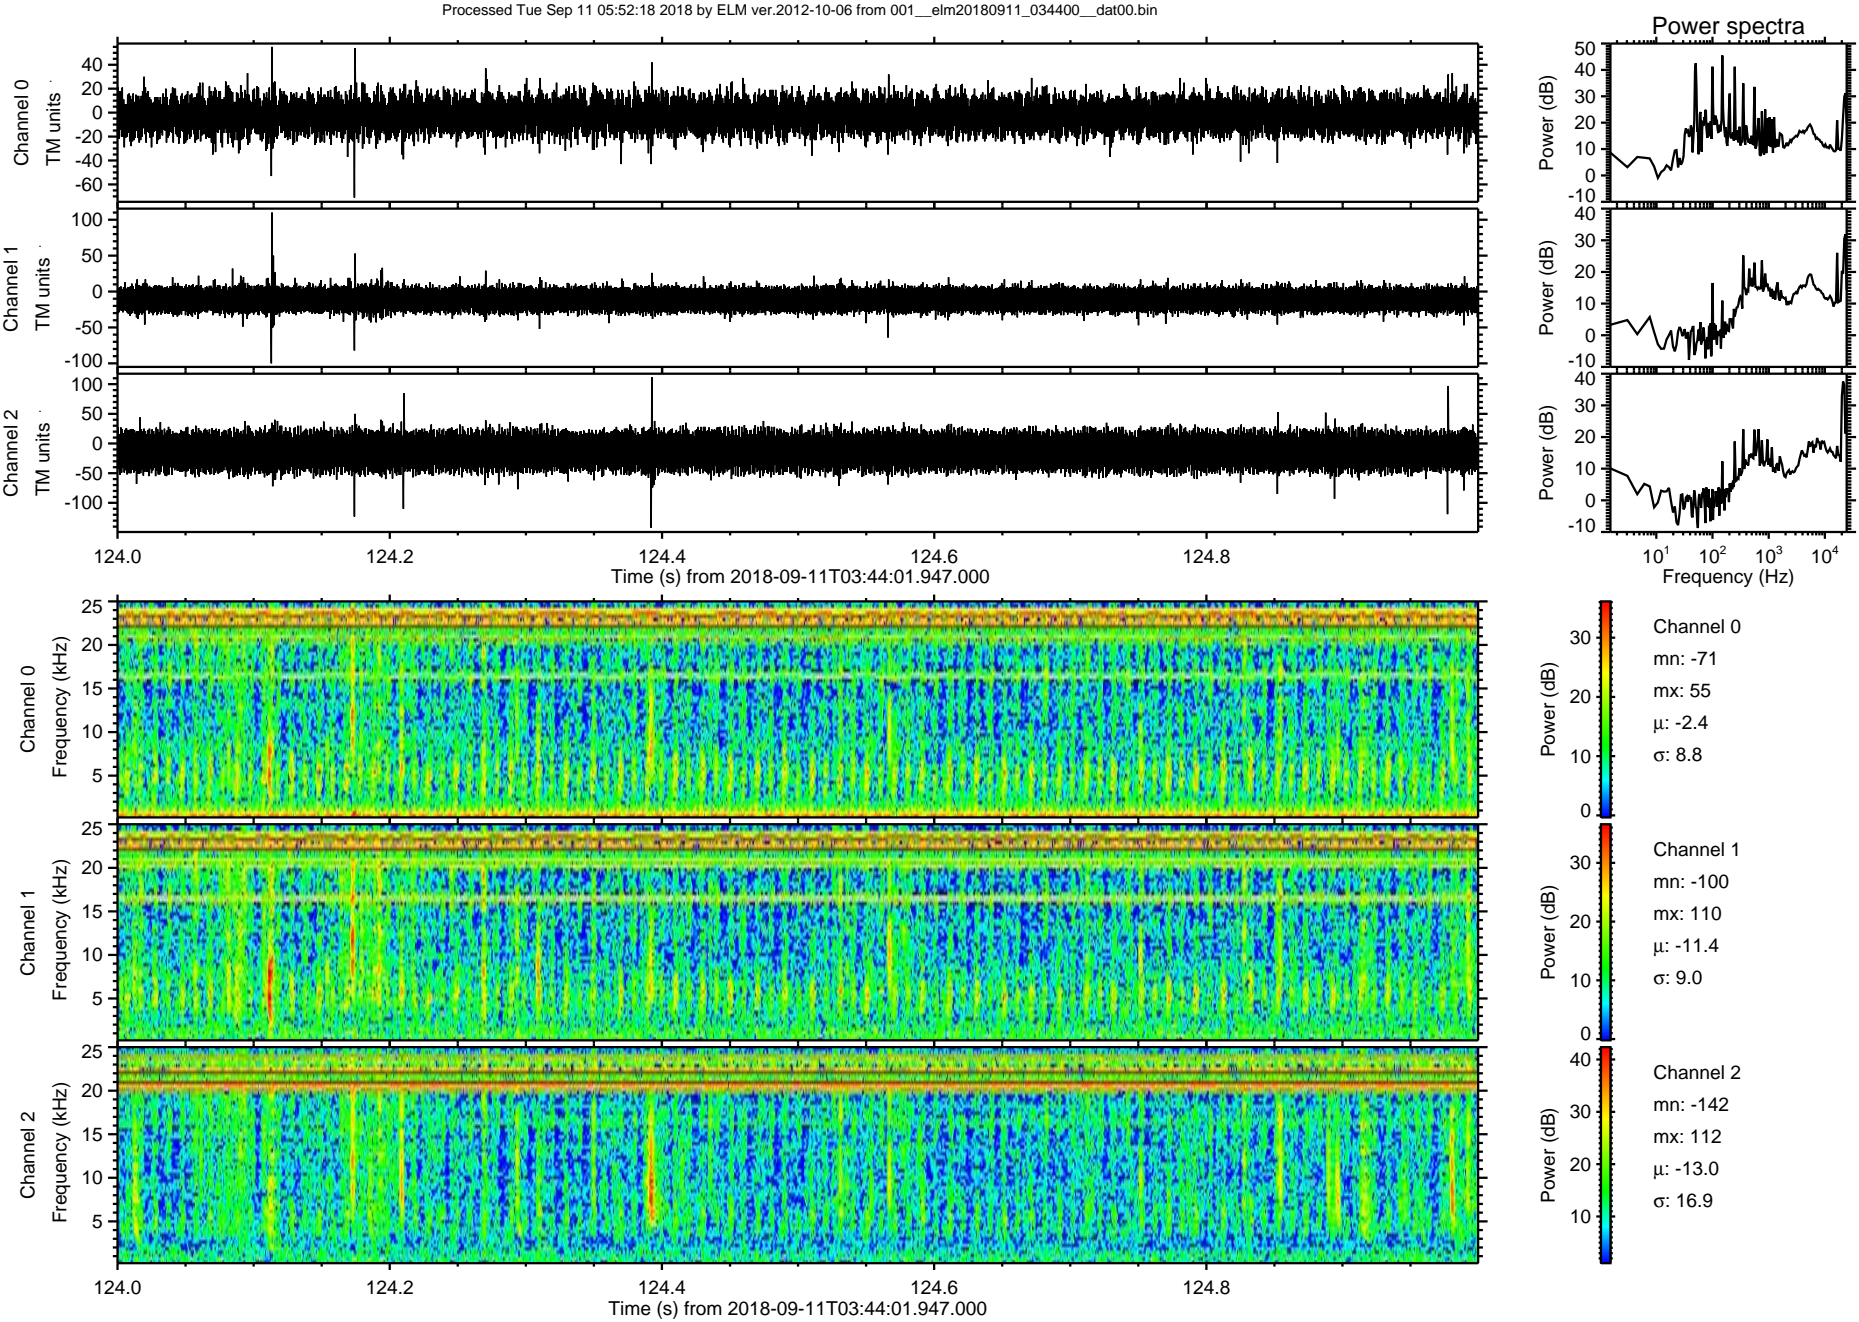 Processed Tue Sep 11 05:52:18 2018 by ELM ver.2012-10-06 from 001__elm20180911_034400__dat00.bin
Power spectra
Channel 0
TM units
40
20
0
-20
-40
-60
Power (dB)
50
40
30
20
10
0
-10
Channel 1
TM units
100
50
0
-50
-100
Power (dB)
40
30
20
10
0
-10
Channel 2
TM units
100
50
0
-50
-100
Power (dB)
40
30
20
10
0
-10
124.0 124.2 124.4 124.6 124.8
Time (s) from 2018-09-11T03:44:01.947.000
10¹ 10² 10³ 10⁴
Frequency (Hz)
Channel 0
Frequency (kHz)
25
20
15
10
5
Power (dB)
30
20
10
0
Channel 0
mn: -71
mx: 55
μ: -2.4
σ: 8.8
Channel 1
Frequency (kHz)
25
20
15
10
5
Power (dB)
30
20
10
0
Channel 1
mn: -100
mx: 110
μ: -11.4
σ: 9.0
Channel 2
Frequency (kHz)
25
20
15
10
5
Power (dB)
40
30
20
10
Channel 2
mn: -142
mx: 112
μ: -13.0
σ: 16.9
124.0 124.2 124.4 124.6 124.8
Time (s) from 2018-09-11T03:44:01.947.000